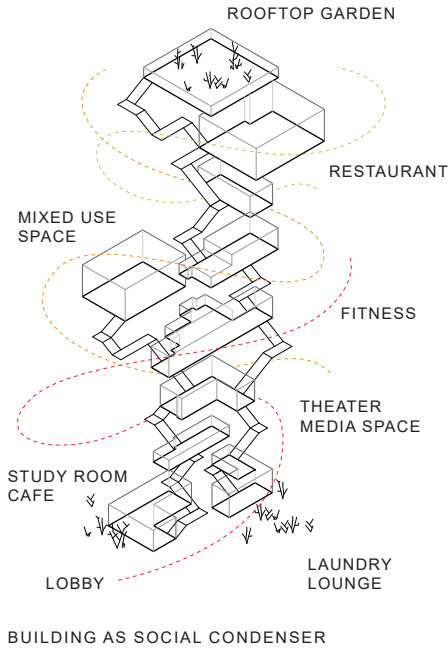 ROOFTOP GARDEN
RESTAURANT
MIXED USE
SPACE
FITNESS
THEATER
MEDIA SPACE
STUDY ROOM
CAFE
LAUNDRY
LOUNGE
LOBBY
BUILDING AS SOCIAL CONDENSER